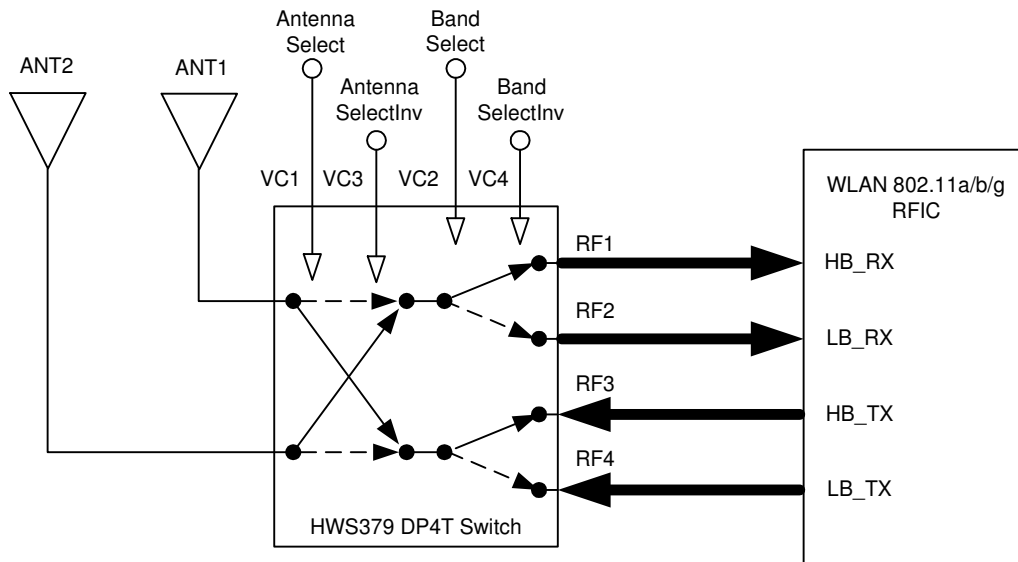 Antenna
Select
Band
Select
ANT2
ANT1
Antenna
SelectInv
Band
SelectInv
VC1
VC3
VC2
VC4
WLAN 802.11a/b/g
RFIC
RF1
HB_RX
RF2
LB_RX
RF3
HB_TX
RF4
LB_TX
HWS379 DP4T Switch